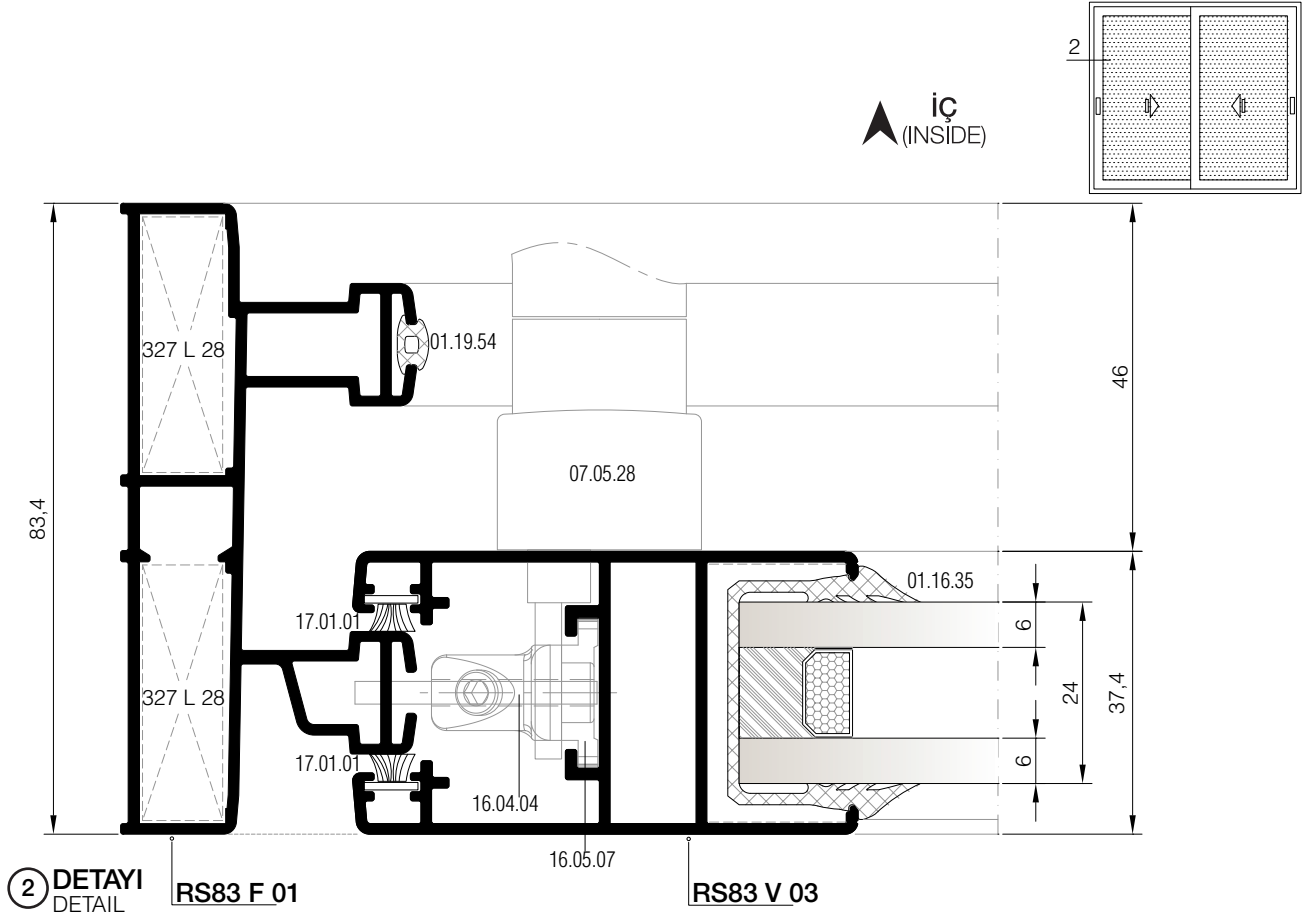 2
İÇ
(INSIDE)
327 L 28
01.19.54
46
07.05.28
83,4
01.16.35
17.01.01
6
327 L 28
24
37,4
17.01.01
6
16.04.04
16.05.07
2 DETAYI
DETAIL
RS83 F 01
RS83 V 03